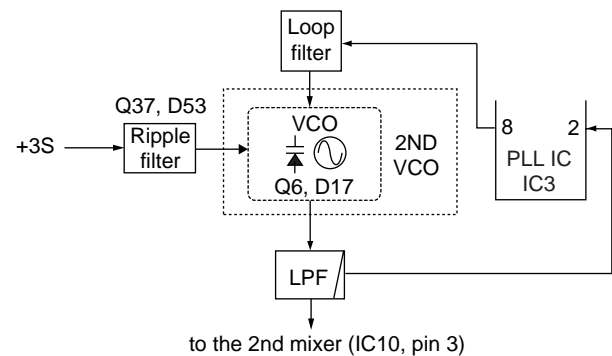 Loop
filter
Q37, D53
+3S
Ripple
filter
VCO
Q6, D17
2ND
VCO
8
2
PLL IC
IC3
LPF
to the 2nd mixer (IC10, pin 3)